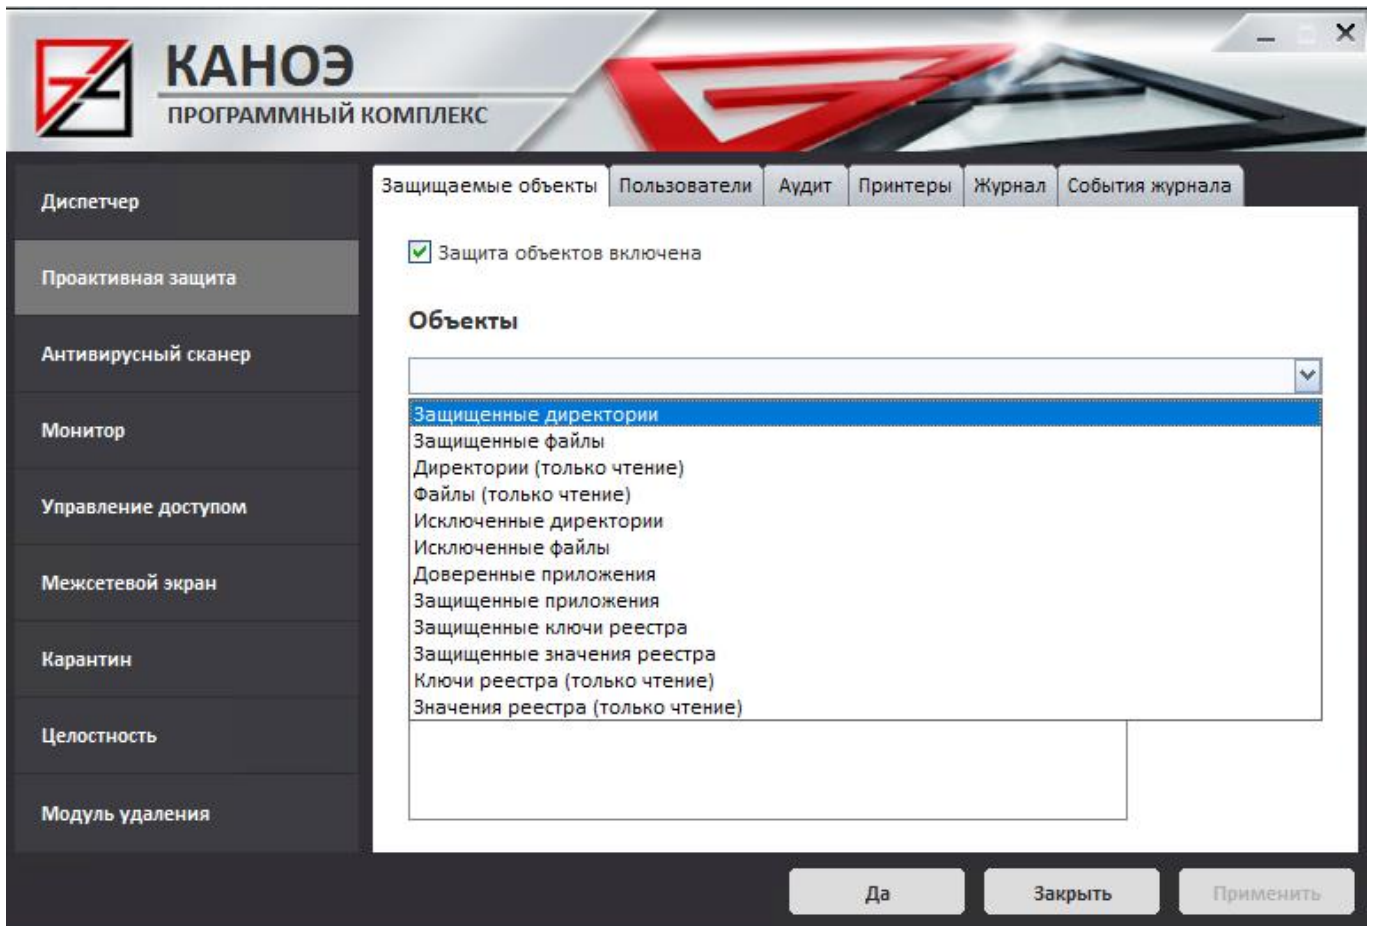 КАНОЭ
ПРОГРАММНЫЙ КОМПЛЕКС
Диспетчер
Проактивная защита
Антивирусный сканер
Монитор
Управление доступом
Межсетевой экран
Карантин
Целостность
Модуль удаления
Защищаемые объекты Пользователи Аудит Принтеры Журнал События журнала
Защита объектов включена
Объекты
Защищенные директории
Защищенные файлы
Директории (только чтение)
Файлы (только чтение)
Исключенные директории
Исключенные файлы
Доверенные приложения
Защищенные приложения
Защищенные ключи реестра
Защищенные значения реестра
Ключи реестра (только чтение)
Значения реестра (только чтение)
Да Закрыть Применить